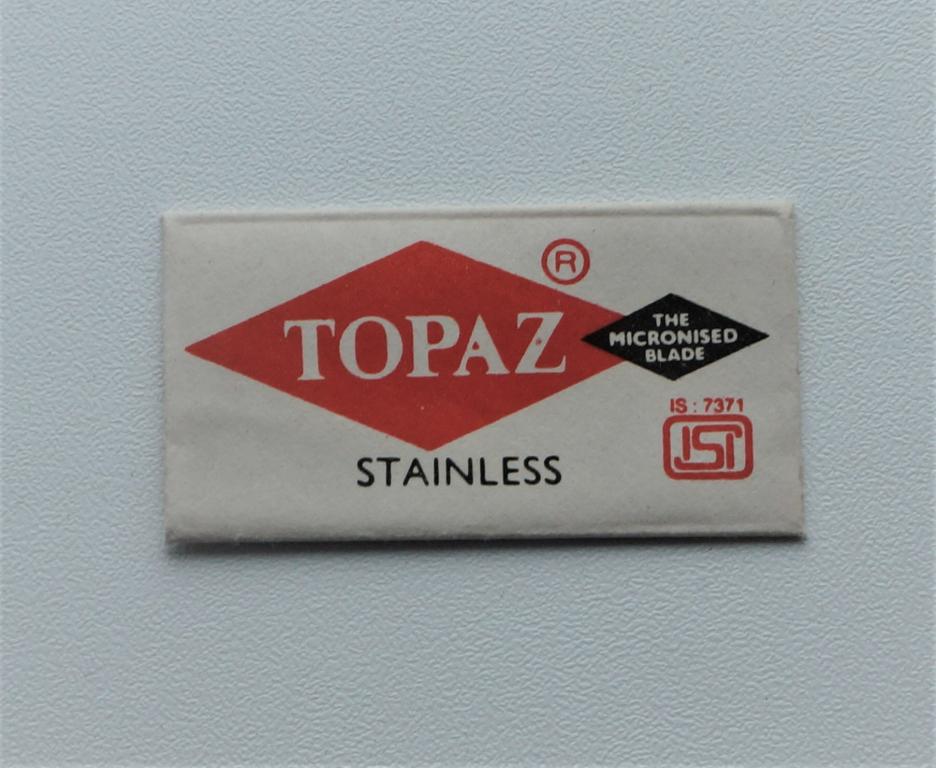 ®
TOPAZ
THE
MICRONISED
BLADE
IS : 7371
ISI
STAINLESS